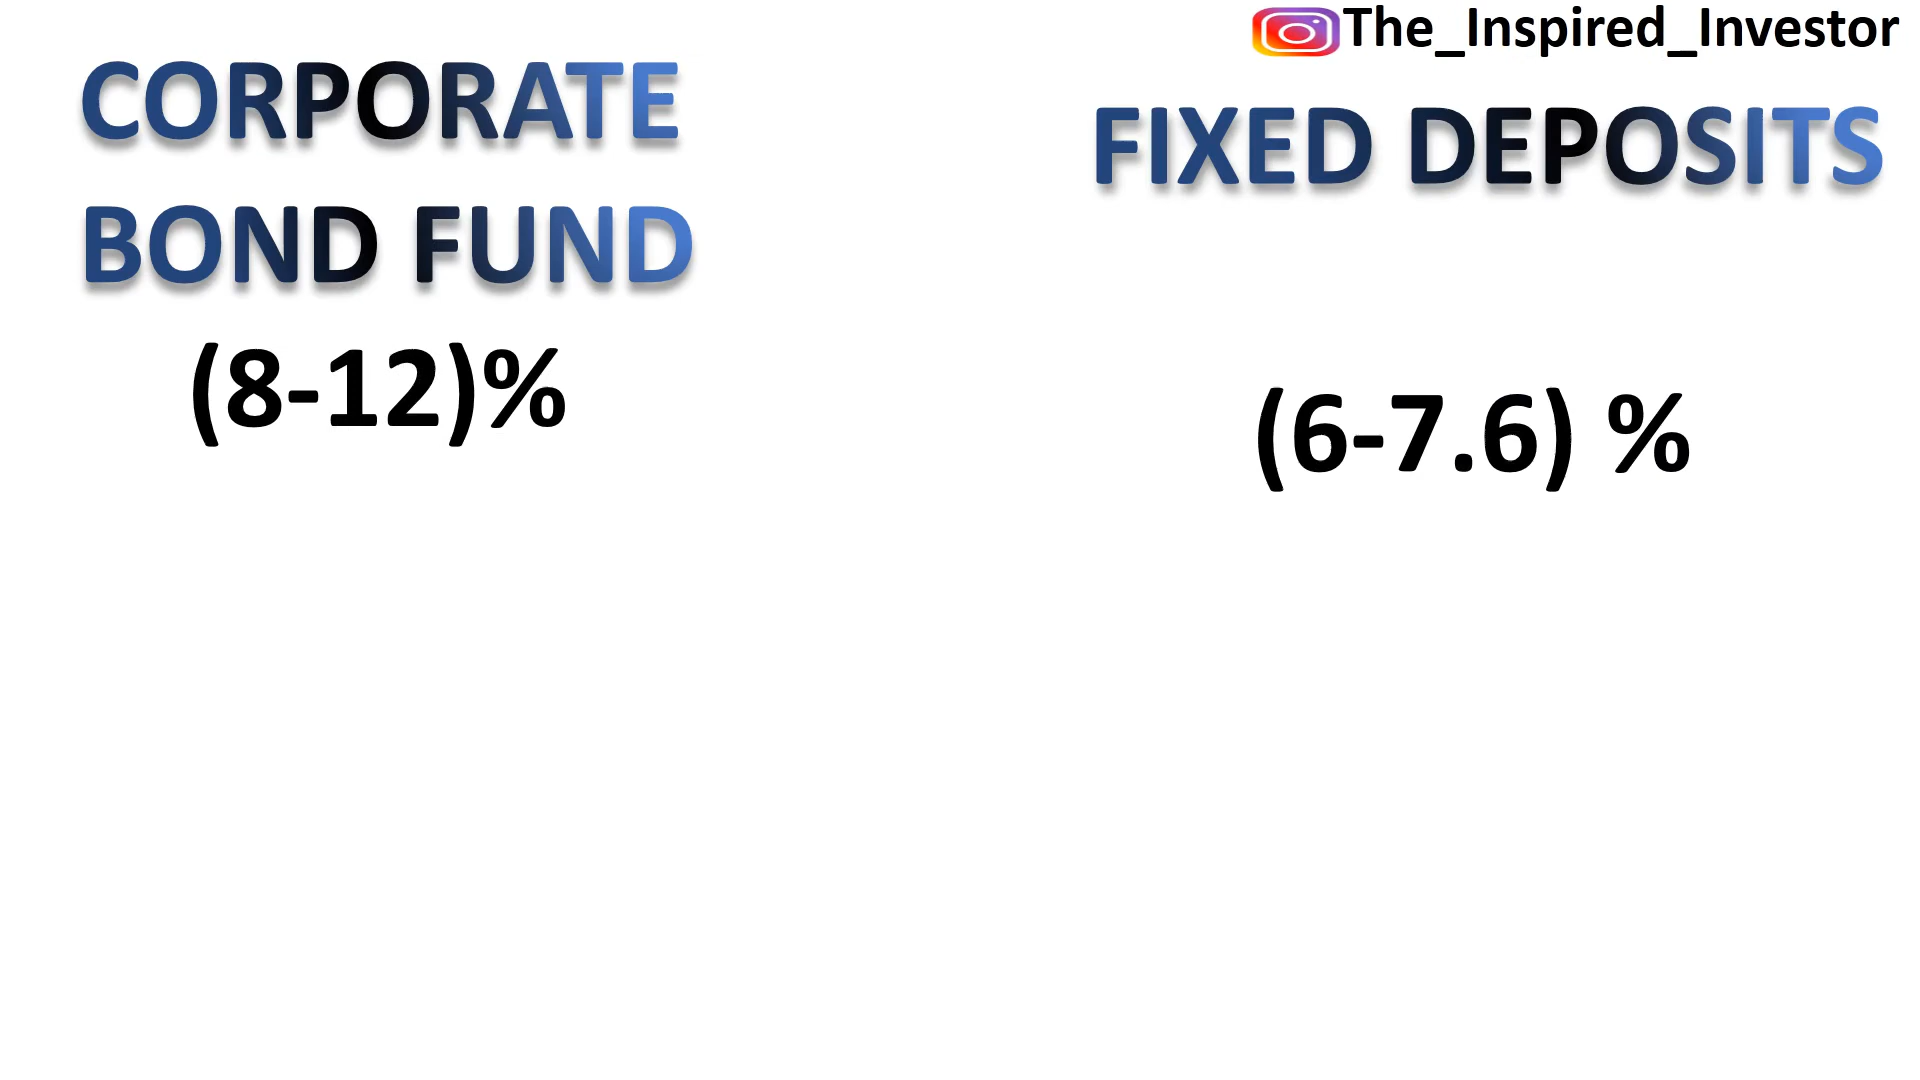 The_Inspired_Investor
CORPORATE
BOND FUND
(8-12)%
FIXED DEPOSITS
(6-7.6) %